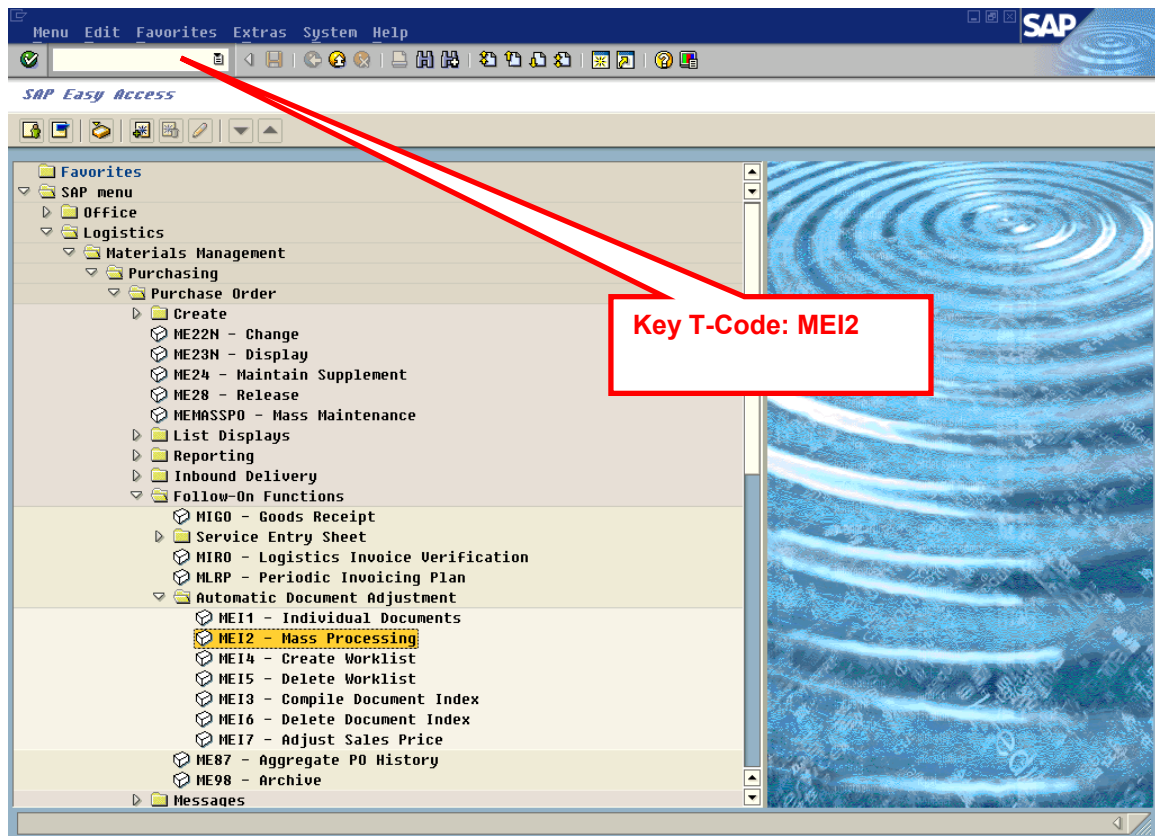 Menu Edit Favorites Extras System Help
SAP
SAP Easy Access
Favorites
SAP menu
Office
Logistics
Materials Management
Purchasing
Purchase Order
Create
ME22N - Change
ME23N - Display
ME24 - Maintain Supplement
ME28 - Release
MEMASSPO - Mass Maintenance
List Displays
Reporting
Inbound Delivery
Follow-On Functions
MIGO - Goods Receipt
Service Entry Sheet
MIRO - Logistics Invoice Verification
MLRP - Periodic Invoicing Plan
Automatic Document Adjustment
MEI1 - Individual Documents
MEI2 - Mass Processing
MEI4 - Create Worklist
MEI5 - Delete Worklist
MEI3 - Compile Document Index
MEI6 - Delete Document Index
MEI7 - Adjust Sales Price
ME87 - Aggregate PO History
ME98 - Archive
Messages
Key T-Code: MEI2